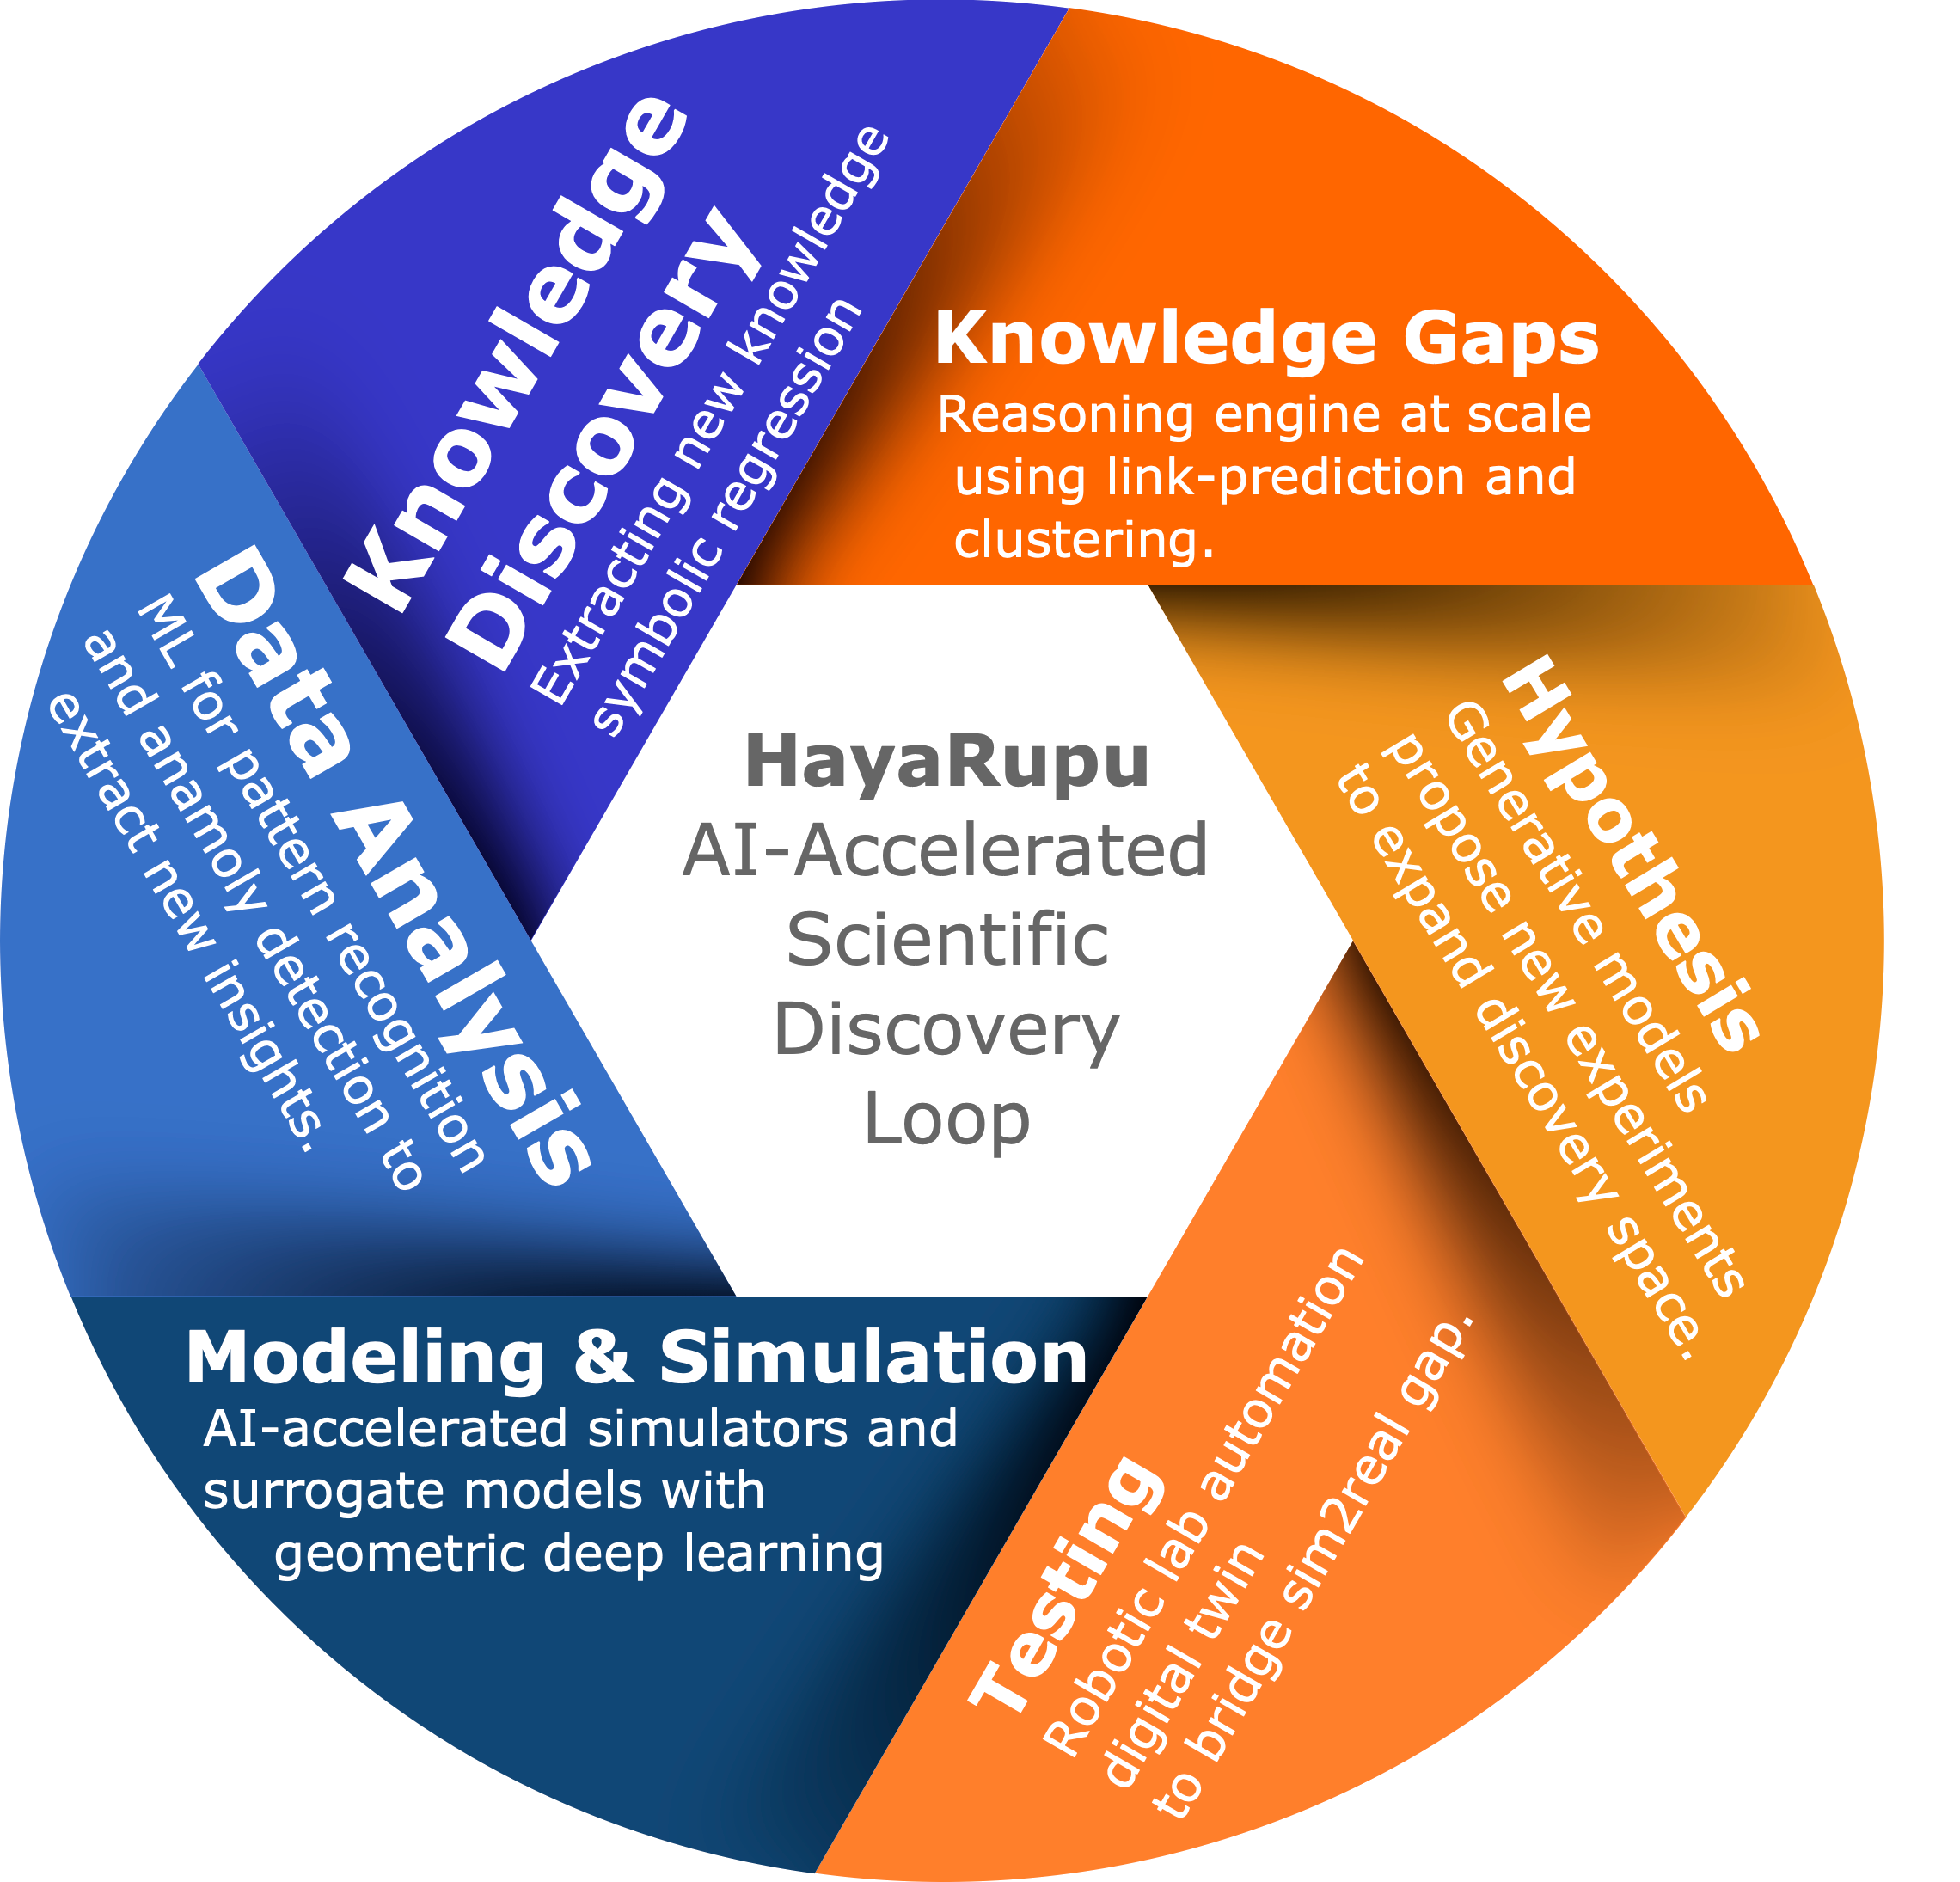 HayaRupu
AI-Accelerated
Scientific
Discovery
Loop
Knowledge Gaps
Reasoning engine at scale
using link-prediction and
clustering.
Hypothesis
Generative models
propose new experiments
to expand discovery space.
Testing
Robotic lab automation
digital twin
to bridge sim2real gap.
Modeling & Simulation
AI-accelerated simulators and
surrogate models with
geometric deep learning
Data Analysis
ML for pattern recognition
and anamoly detection to
extract new insights.
Knowledge
Discovery
Extracting new knowledge
symbolic regression